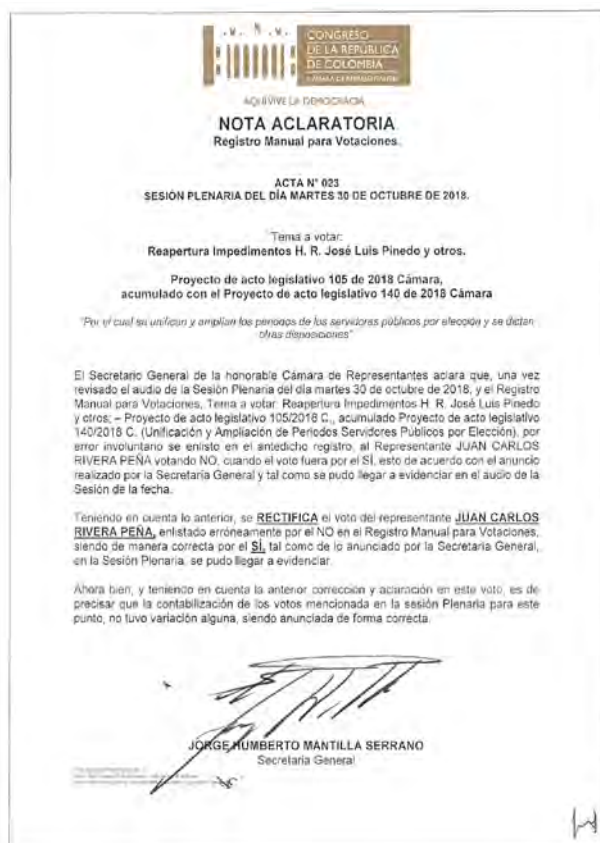 CONGRESO
DE LA REPÚBLICA
DE COLOMBIA
CÁMARA DE REPRESENTANTES
AQUÍ VIVE LA DEMOCRACIA
NOTA ACLARATORIA
Registro Manual para Votaciones.
ACTA N° 023
SESIÓN PLENARIA DEL DÍA MARTES 30 DE OCTUBRE DE 2018.
Tema a votar:
Reapertura Impedimentos H. R. José Luis Pinedo y otros.
Proyecto de acto legislativo 105 de 2018 Cámara,
acumulado con el Proyecto de acto legislativo 140 de 2018 Cámara
"Por el cual se unifican y amplían los periodos de los servidores públicos por elección y se dictan
otras disposiciones"
El Secretario General de la honorable Cámara de Representantes aclara que, una vez
revisado el audio de la Sesión Plenaria del día martes 30 de octubre de 2018, y el Registro
Manual para Votaciones, Tema a votar: Reapertura Impedimentos H. R. José Luis Pinedo
y otros; – Proyecto de acto legislativo 105/2018 C., acumulado Proyecto de acto legislativo
140/2018 C. (Unificación y Ampliación de Periodos Servidores Públicos por Elección), por
error involuntario se enlisto en el antedicho registro, al Representante JUAN CARLOS
RIVERA PEÑA votando NO, cuando el voto fuera por el SÍ, esto de acuerdo con el anuncio
realizado por la Secretaría General y tal como se pudo llegar a evidenciar en el audio de la
Sesión de la fecha.
Teniendo en cuenta lo anterior, se RECTIFICA el voto del representante JUAN CARLOS
RIVERA PEÑA, enlistado erróneamente por el NO en el Registro Manual para Votaciones,
siendo de manera correcta por el SÍ, tal como de lo anunciado por la Secretaría General,
en la Sesión Plenaria, se pudo llegar a evidenciar.
Ahora bien, y teniendo en cuenta la anterior corrección y aclaración en este voto, es de
precisar que la contabilización de los votos mencionada en la sesión Plenaria para este
punto, no tuvo variación alguna, siendo anunciada de forma correcta.
JORGE HUMBERTO MANTILLA SERRANO
Secretaría General